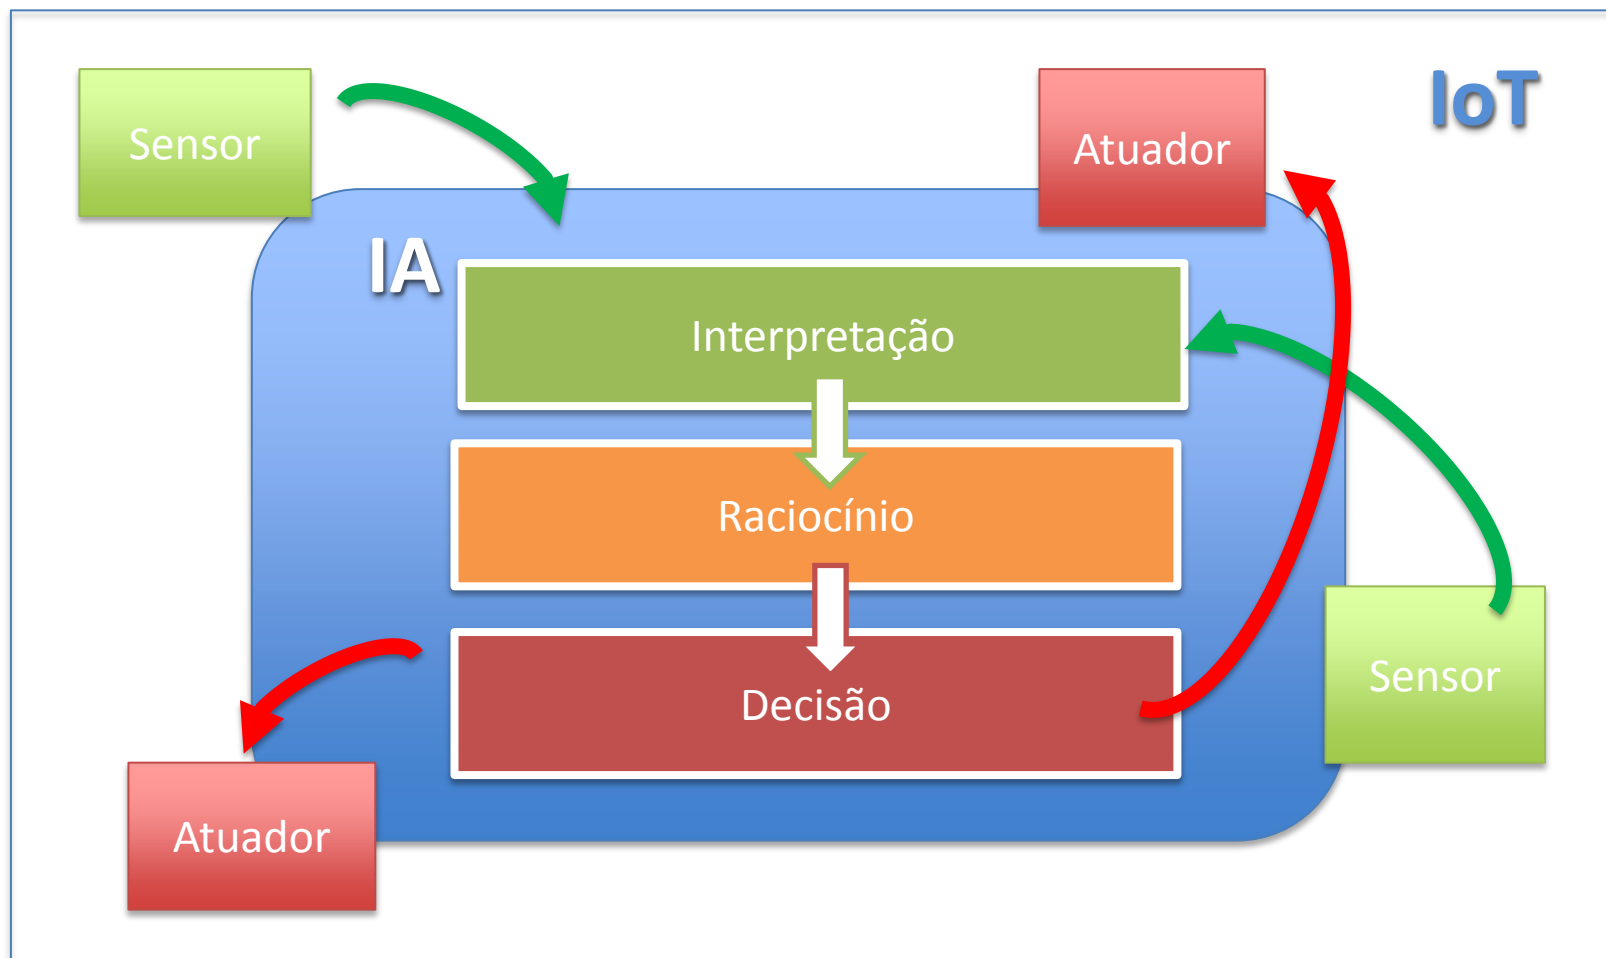 IoT
Sensor
Atuador
IA
Interpretação
Raciocínio
Decisão
Sensor
Atuador